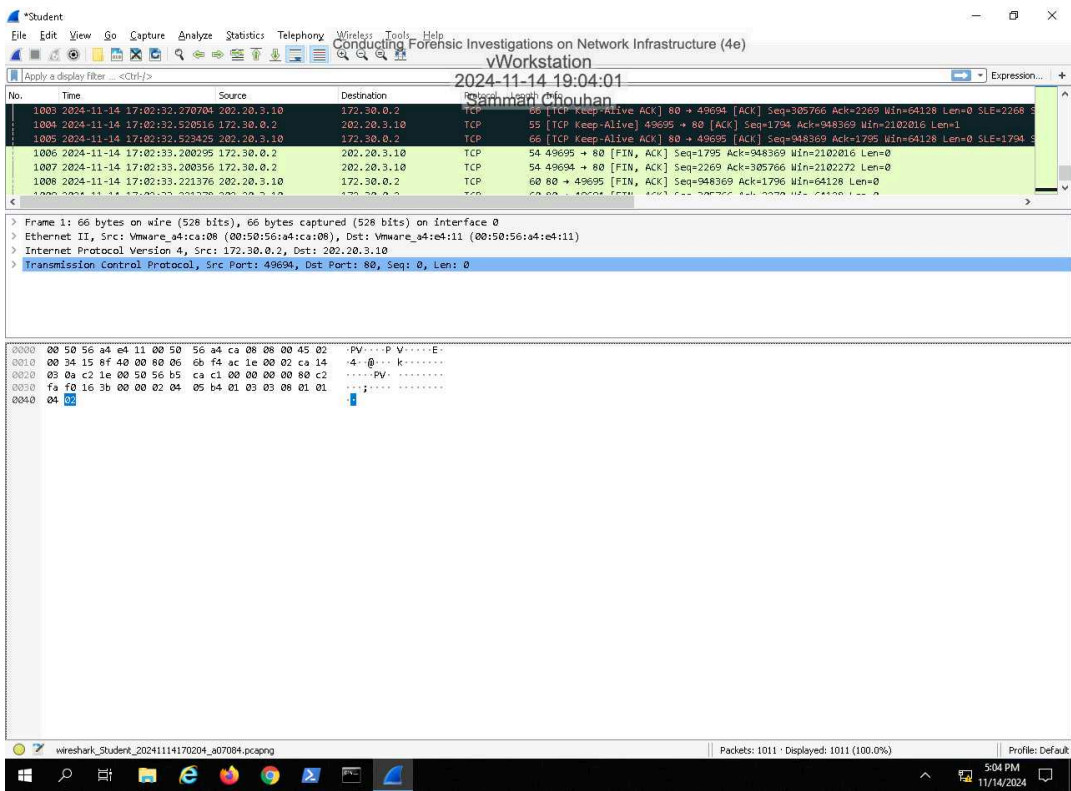 *Student
File Edit View Go Capture Analyze Statistics Telephony Wireless Tools Help
Conducting Forensic Investigations on Network Infrastructure (4e)
vWorkstation
2024-11-14 19:04:01
Sammari Chouhan
Apply a display filter ... <Ctrl-/>
Expression... +
No. Time Source Destination Protocol Length Info
1003 2024-11-14 17:02:32.270704 202.20.3.10 172.30.0.2 TCP 66 [TCP Keep-Alive ACK] 80 → 49694 [ACK] Seq=305766 Ack=2269 Win=64128 Len=0 SLE=2268 S
1004 2024-11-14 17:02:32.520516 172.30.0.2 202.20.3.10 TCP 55 [TCP Keep-Alive] 49695 → 80 [ACK] Seq=1794 Ack=948369 Win=2102016 Len=1
1005 2024-11-14 17:02:32.523425 202.20.3.10 172.30.0.2 TCP 66 [TCP Keep-Alive ACK] 80 → 49695 [ACK] Seq=948369 Ack=1795 Win=64128 Len=0 SLE=1794 S
1006 2024-11-14 17:02:33.200295 172.30.0.2 202.20.3.10 TCP 54 49695 → 80 [FIN, ACK] Seq=1795 Ack=948369 Win=2102016 Len=0
1007 2024-11-14 17:02:33.200356 172.30.0.2 202.20.3.10 TCP 54 49694 → 80 [FIN, ACK] Seq=2269 Ack=305766 Win=2102272 Len=0
1008 2024-11-14 17:02:33.221376 202.20.3.10 172.30.0.2 TCP 60 80 → 49695 [FIN, ACK] Seq=948369 Ack=1796 Win=64128 Len=0
> Frame 1: 66 bytes on wire (528 bits), 66 bytes captured (528 bits) on interface 0
> Ethernet II, Src: Vmware_a4:ca:08 (00:50:56:a4:ca:08), Dst: Vmware_a4:e4:11 (00:50:56:a4:e4:11)
> Internet Protocol Version 4, Src: 172.30.0.2, Dst: 202.20.3.10
> Transmission Control Protocol, Src Port: 49694, Dst Port: 80, Seq: 0, Len: 0
0000 00 50 56 a4 e4 11 00 50 56 a4 ca 08 08 00 45 02 ·PV····P V·····E·
0010 00 34 15 8f 40 00 80 06 6b f4 ac 1e 00 02 ca 14 ·4··@··· k·······
0020 03 0a c2 1e 00 50 56 b5 ca c1 00 00 00 00 80 c2 ·····PV· ········
0030 fa f0 16 3b 00 00 02 04 05 b4 01 03 03 08 01 01 ···;···· ········
0040 04 02 ··
wireshark_Student_20241114170204_a07084.pcapng
Packets: 1011 · Displayed: 1011 (100.0%)
Profile: Default
5:04 PM
11/14/2024